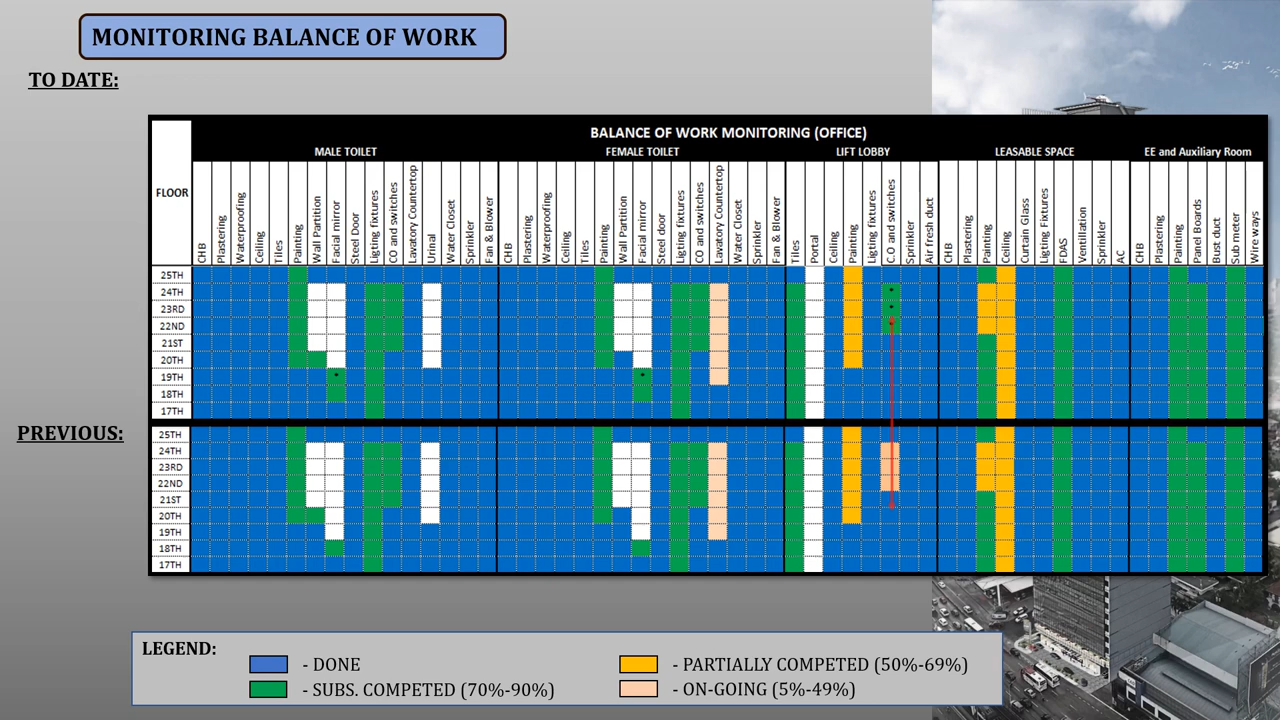 MONITORING BALANCE OF WORK
TO DATE:
BALANCE OF WORK MONITORING (OFFICE)
FLOOR
MALE TOILET
FEMALE TOILET
LIFT LOBBY
LEASABLE SPACE
EE and Auxiliary Room
CHB
Plastering
Waterproofing
Ceiling
Tiles
Painting
Wall Partition
Facial mirror
Steel Door
Ligting fixtures
CO and switches
Lavatory Countertop
Urinal
Water Closet
Sprinkler
Fan & Blower
CHB
Plastering
Waterproofing
Ceiling
Tiles
Painting
Wall Partition
Facial mirror
Steel door
Ligting fixtures
CO and switches
Lavatory Countertop
Water Closet
Sprinkler
Fan & Blower
Tiles
Portal
Ceiling
Painting
Ligting fixtures
C.O and switches
Sprinkler
Air fresh duct
CHB
Plastering
Painting
Ceiling
Curtain Glass
Ligting Fixtures
FDAS
Ventiilation
Sprinkler
AC
CHB
Plastering
Painting
Panel Boards
Bust duct
Sub meter
Wire ways
25TH
24TH
23RD
22ND
21ST
20TH
19TH
18TH
17TH
PREVIOUS:
25TH
24TH
23RD
22ND
21ST
20TH
19TH
18TH
17TH
LEGEND:
- DONE
- PARTIALLY COMPETED (50%-69%)
- SUBS. COMPETED (70%-90%)
- ON-GOING (5%-49%)